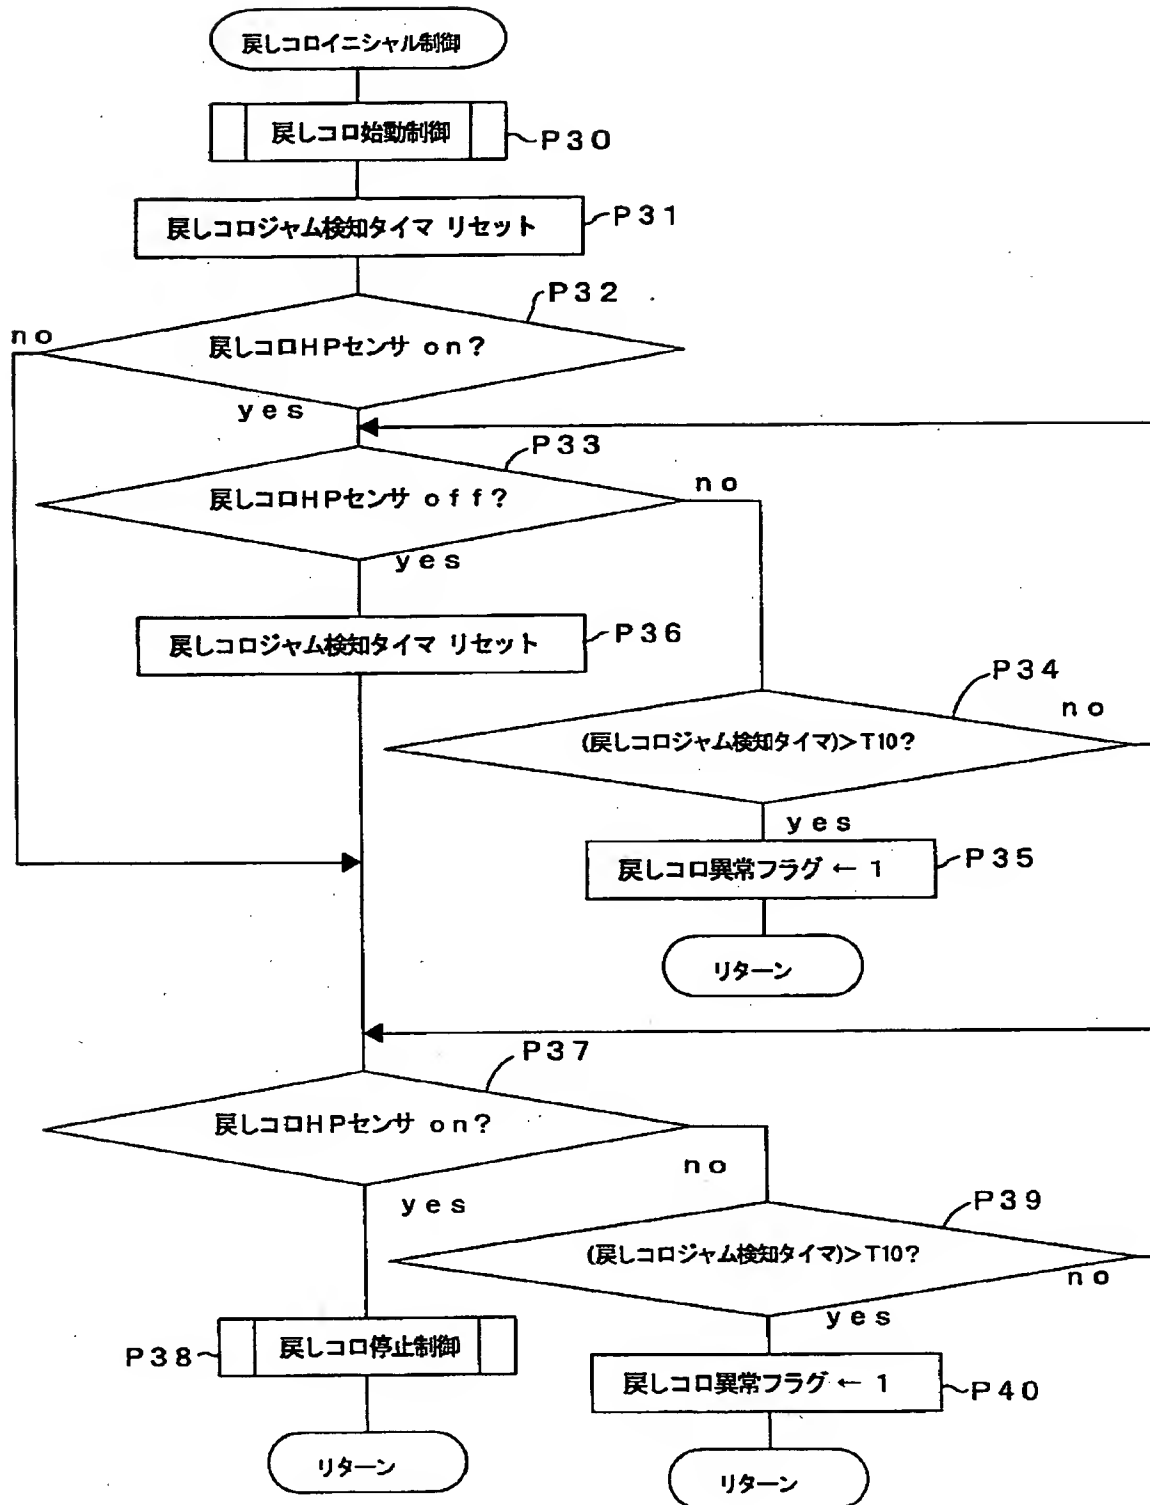 戻しコロイニシャル制御
戻しコロ始動制御
P30
戻しコロジャム検知タイマ リセット
P31
P32
戻しコロHPセンサ on?
no
yes
P33
戻しコロHPセンサ off?
no
yes
戻しコロジャム検知タイマ リセット
P36
P34
(戻しコロジャム検知タイマ)>T10?
no
yes
戻しコロ異常フラグ ← 1
P35
リターン
P37
戻しコロHPセンサ on?
no
yes
P39
(戻しコロジャム検知タイマ)>T10?
no
yes
P38
戻しコロ停止制御
戻しコロ異常フラグ ← 1
P40
リターン
リターン